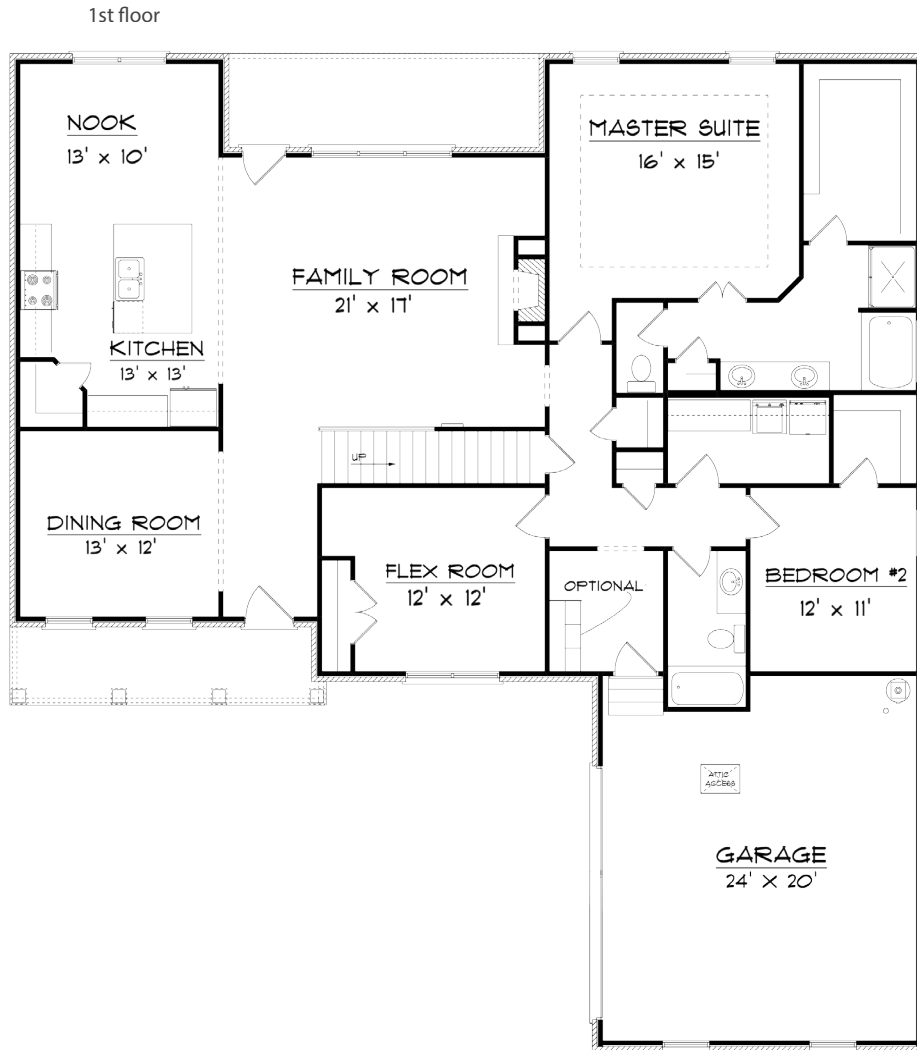 1st floor
NOOK
13' x 10'
MASTER SUITE
16' x 15'
FAMILY ROOM
21' x 17'
KITCHEN
13' x 13'
UP
DINING ROOM
13' x 12'
FLEX ROOM
12' x 12'
OPTIONAL
BEDROOM #2
12' x 11'
ATTIC
ACCESS
GARAGE
24' x 20'